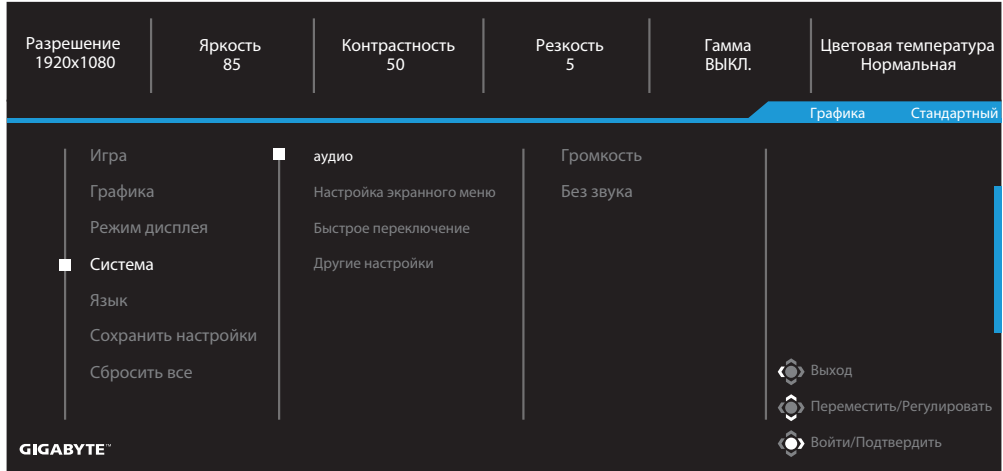 Разрешение
1920x1080
Яркость
85
Контрастность
50
Резкость
5
Гамма
ВЫКЛ.
Цветовая температура
Нормальная
Графика
Стандартный
Игра
Графика
Режим дисплея
Система
Язык
Сохранить настройки
Сбросить все
аудио
Настройка экранного меню
Быстрое переключение
Другие настройки
Громкость
Без звука
Выход
Переместить/Регулировать
Войти/Подтвердить
GIGABYTE™